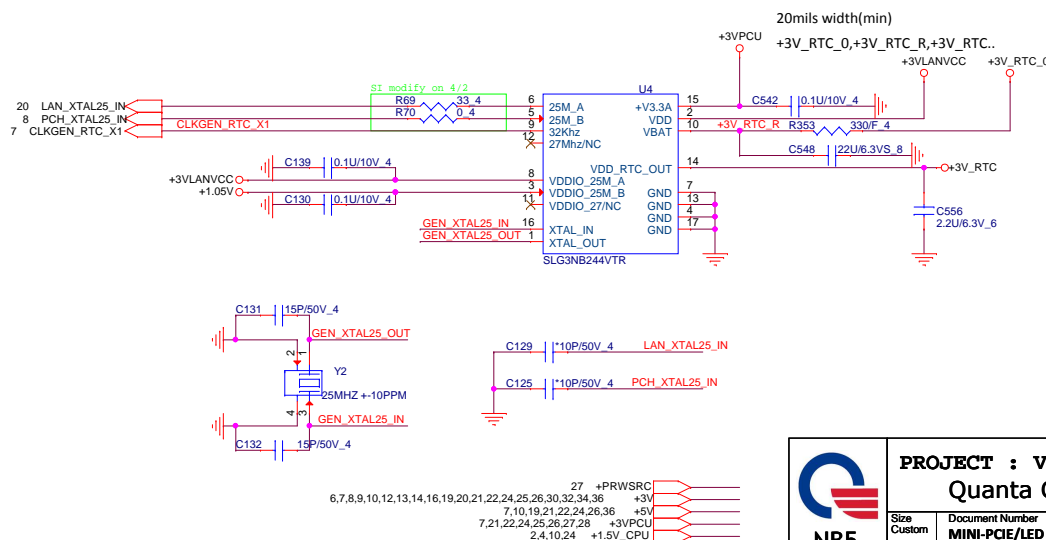 20mils width(min)
+3VPCU
+3V_RTC_0,+3V_RTC_R,+3V_RTC..
+3VLANVCC
+3V_RTC_0
SI modify on 4/2
U4
20 LAN_XTAL25_IN
R69 33_4
6 25M_A
+V3.3A 15
C542 0.1U/10V_4
8 PCH_XTAL25_IN
R70 0_4
5 25M_B
VDD 2
7 CLKGEN_RTC_X1
CLKGEN_RTC_X1
9 32Khz
VBAT 10
+3V_RTC_R
R353 330/F_4
12 27Mhz/NC
C548 22U/6.3VS_8
C139 0.1U/10V_4
VDD_RTC_OUT 14
+3V_RTC
+3VLANVCC
8 VDDIO_25M_A
+1.05V
3 VDDIO_25M_B
GND 7
C130 0.1U/10V_4
11 VDDIO_27/NC
GND 13
GND 4
C556
2.2U/6.3V_6
GEN_XTAL25_IN
16 XTAL_IN
GND 17
GEN_XTAL25_OUT
1 XTAL_OUT
SLG3NB244VTR
C131 15P/50V_4
GEN_XTAL25_OUT
2 1
Y2
25MHZ +-10PPM
4 3
GEN_XTAL25_IN
C132 15P/50V_4
C129 *10P/50V_4
LAN_XTAL25_IN
C125 *10P/50V_4
PCH_XTAL25_IN
27 +PRWSRC
6,7,8,9,10,12,13,14,16,19,20,21,22,24,25,26,30,32,34,36 +3V
7,10,19,21,22,24,26,36 +5V
7,21,22,24,25,26,27,28 +3VPCU
2,4,10,24 +1.5V_CPU
PROJECT : V
Quanta
Size
Custom
Document Number
MINI-PCIE/LED